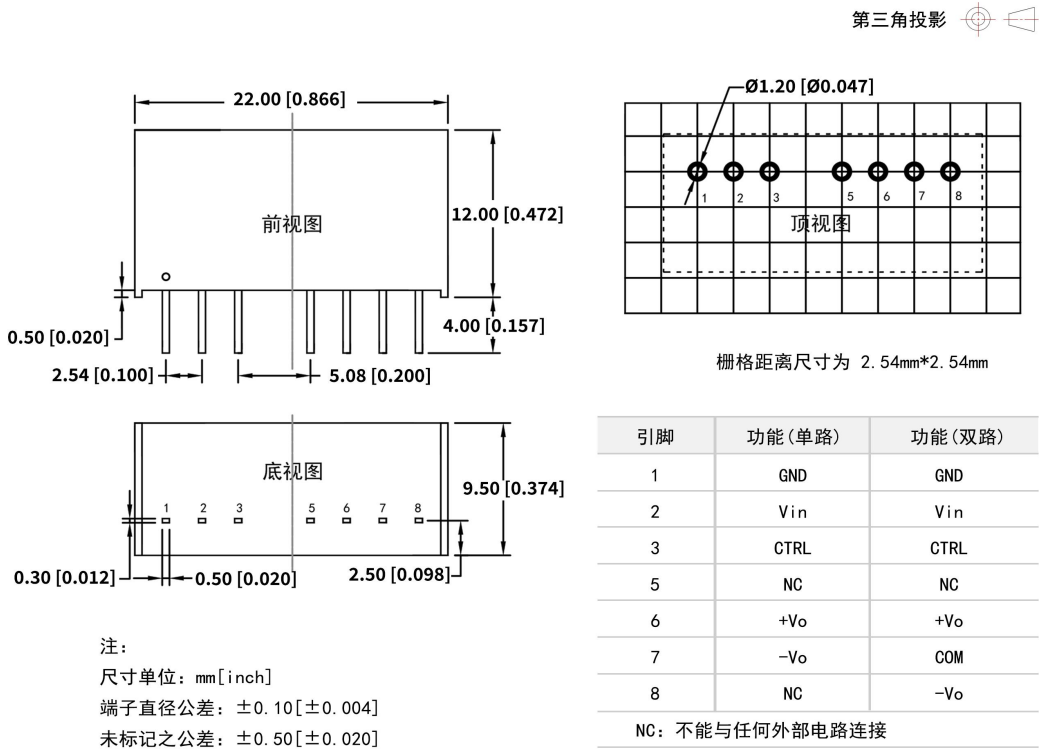 第三角投影
22.00 [0.866]
前视图
12.00 [0.472]
0.50 [0.020]
4.00 [0.157]
2.54 [0.100]
5.08 [0.200]
Ø1.20 [Ø0.047]
1 2 3 5 6 7 8
顶视图
栅格距离尺寸为 2.54mm*2.54mm
底视图
1 2 3 5 6 7 8
9.50 [0.374]
0.30 [0.012]
0.50 [0.020]
2.50 [0.098]
引脚 功能(单路) 功能(双路)
1 GND GND
2 Vin Vin
3 CTRL CTRL
5 NC NC
6 +Vo +Vo
7 -Vo COM
8 NC -Vo
NC: 不能与任何外部电路连接
注:
尺寸单位: mm[inch]
端子直径公差: ±0.10[±0.004]
未标记之公差: ±0.50[±0.020]